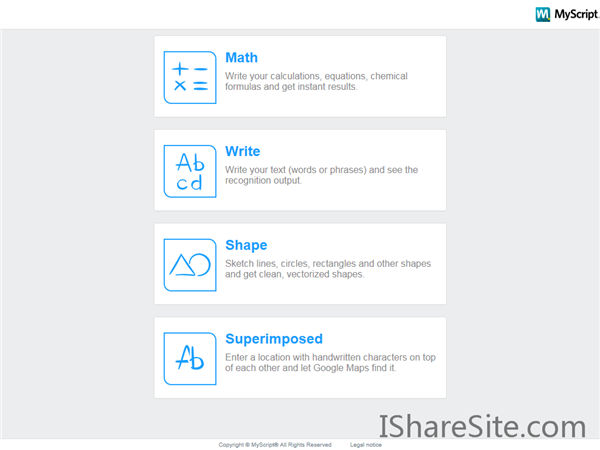 MyScript
Math
Write your calculations, equations, chemical
formulas and get instant results.
Ab
cd
Write
Write your text (words or phrases) and see the
recognition output.
Shape
Sketch lines, circles, rectangles and other shapes
and get clean, vectorized shapes.
Ab
Superimposed
Enter a location with handwritten characters on top
of each other and let Google Maps find it.
IShareSite.com
Copyright © MyScript® All Rights Reserved
Legal notice